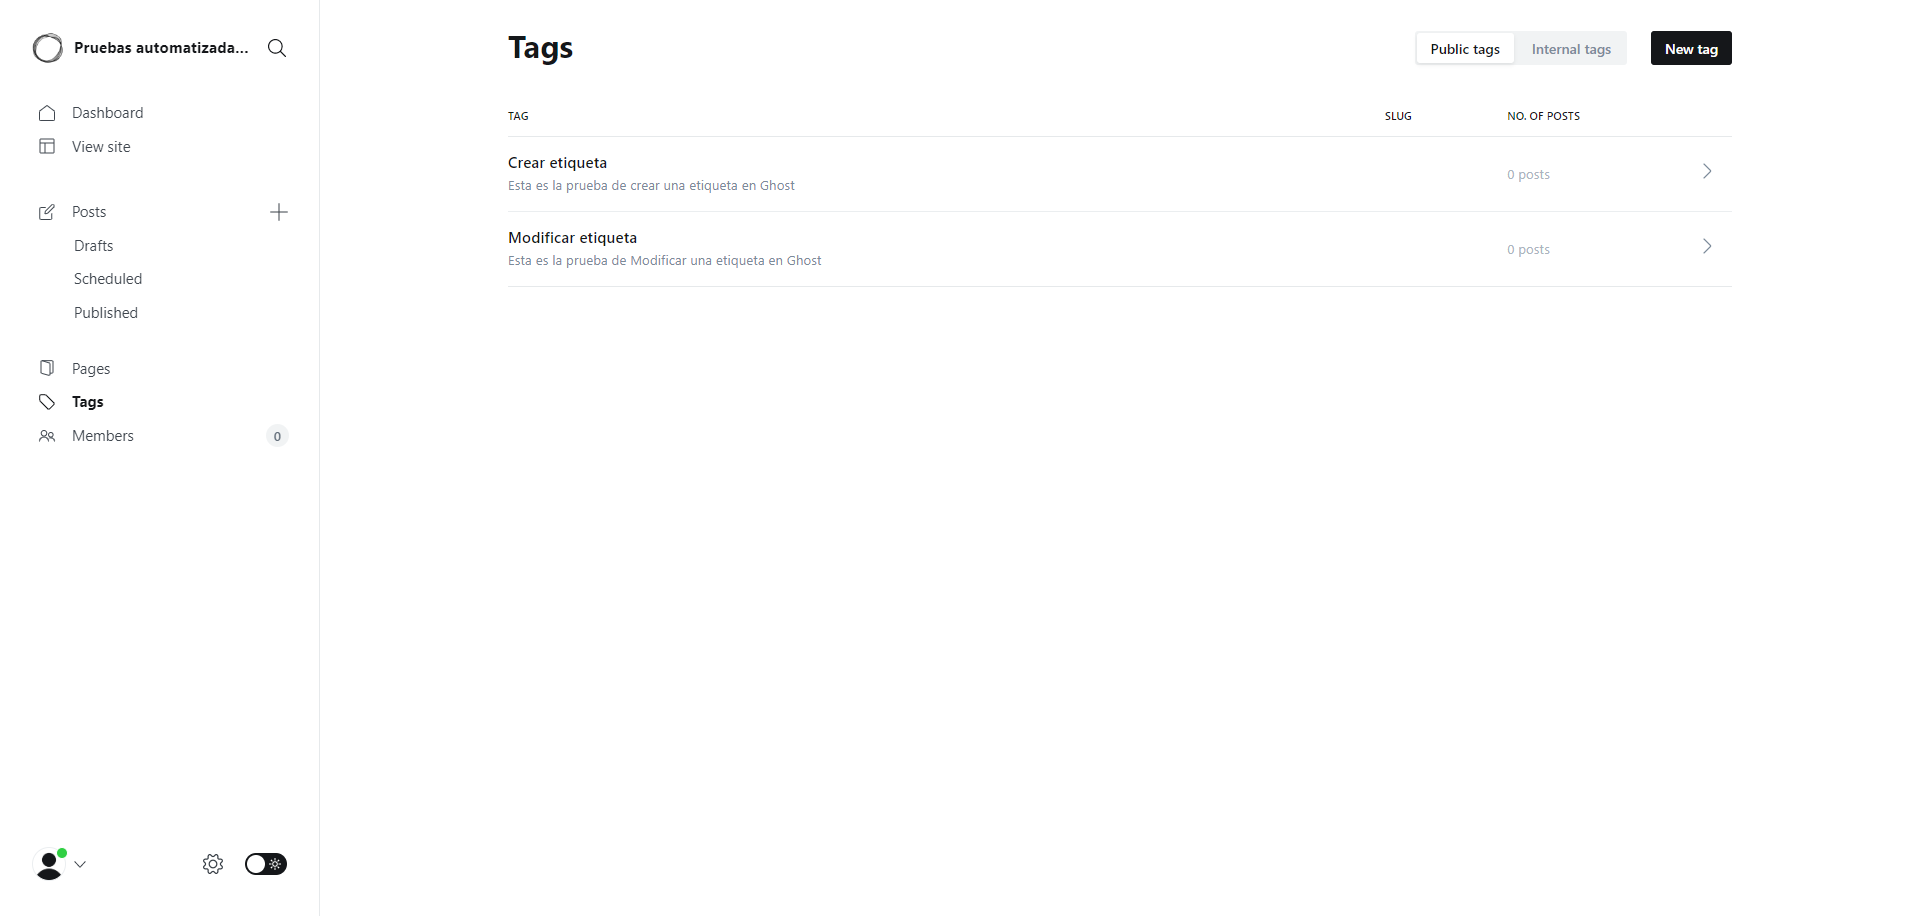 Pruebas automatizada...
Dashboard
View site
Posts
Drafts
Scheduled
Published
Pages
Tags
Members 0
Tags
Public tags Internal tags New tag
TAG SLUG NO. OF POSTS
Crear etiqueta
Esta es la prueba de crear una etiqueta en Ghost
0 posts
Modificar etiqueta
Esta es la prueba de Modificar una etiqueta en Ghost
0 posts